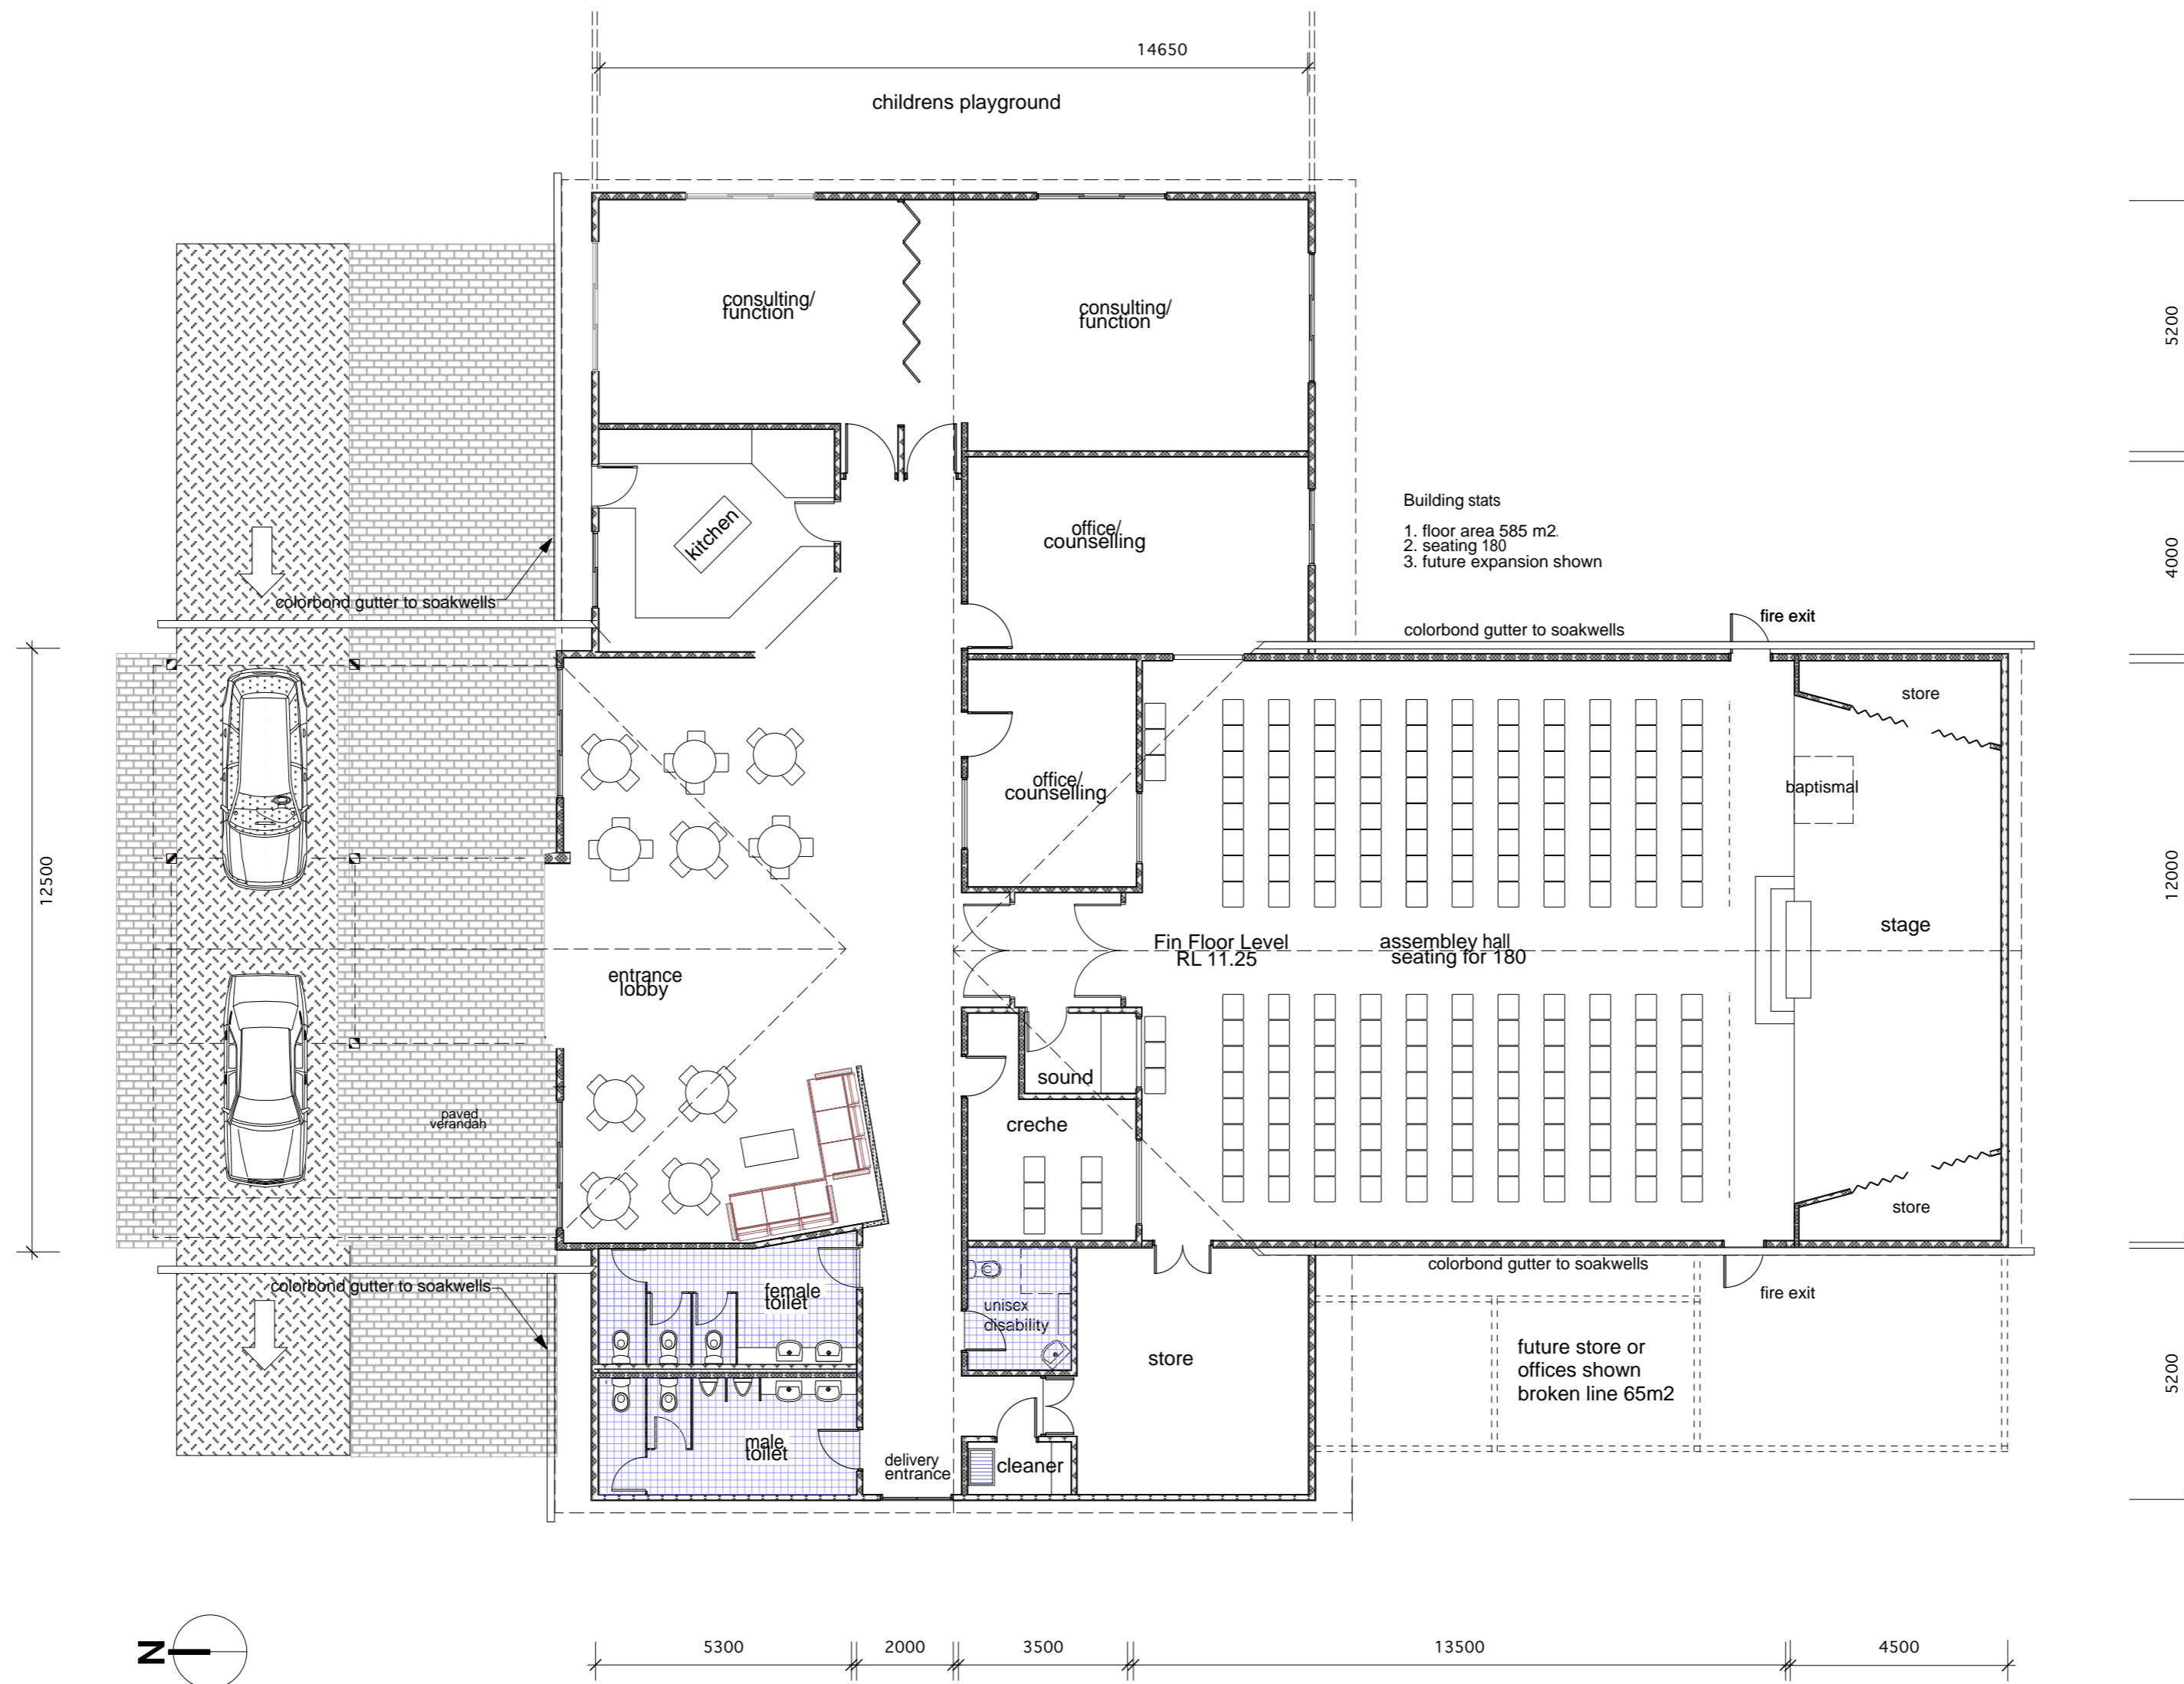 14650
childrens playground
consulting/
function
consulting/
function
5200
kitchen
office/
counselling
Building stats
1. floor area 585 m2.
2. seating 180
3. future expansion shown
4000
colorbond gutter to soakwells
colorbond gutter to soakwells
fire exit
store
office/
counselling
baptismal
12500
12000
stage
Fin Floor Level
RL 11.25
assembley hall
seating for 180
entrance
lobby
sound
paved
verandah
creche
store
colorbond gutter to soakwells
colorbond gutter to soakwells
fire exit
female
toilet
unisex
disability
store
future store or
offices shown
broken line 65m2
5200
male
toilet
delivery
entrance
cleaner
N
5300
2000
3500
13500
4500